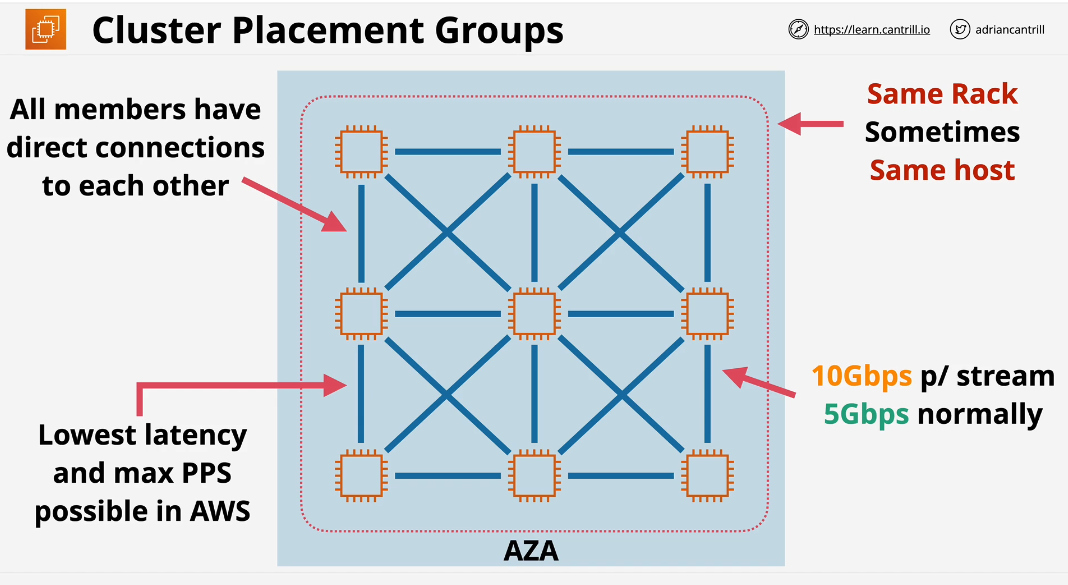 Cluster Placement Groups
https://learn.cantrill.io
adriancantrill
All members have
direct connections
to each other
Same Rack
Sometimes
Same host
10Gbps p/ stream
5Gbps normally
Lowest latency
and max PPS
possible in AWS
AZA